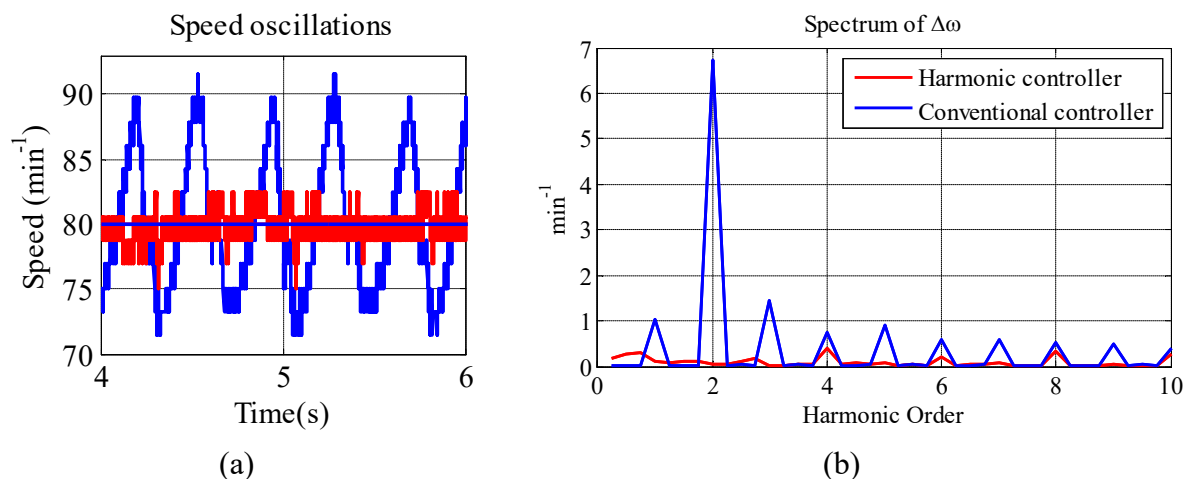 Speed oscillations
Speed (min-1)
90
85
80
75
70
4
5
6
Time(s)
(a)
Spectrum of Δω
min-1
7
6
5
4
3
2
1
0
Harmonic controller
Conventional controller
0
2
4
6
8
10
Harmonic Order
(b)